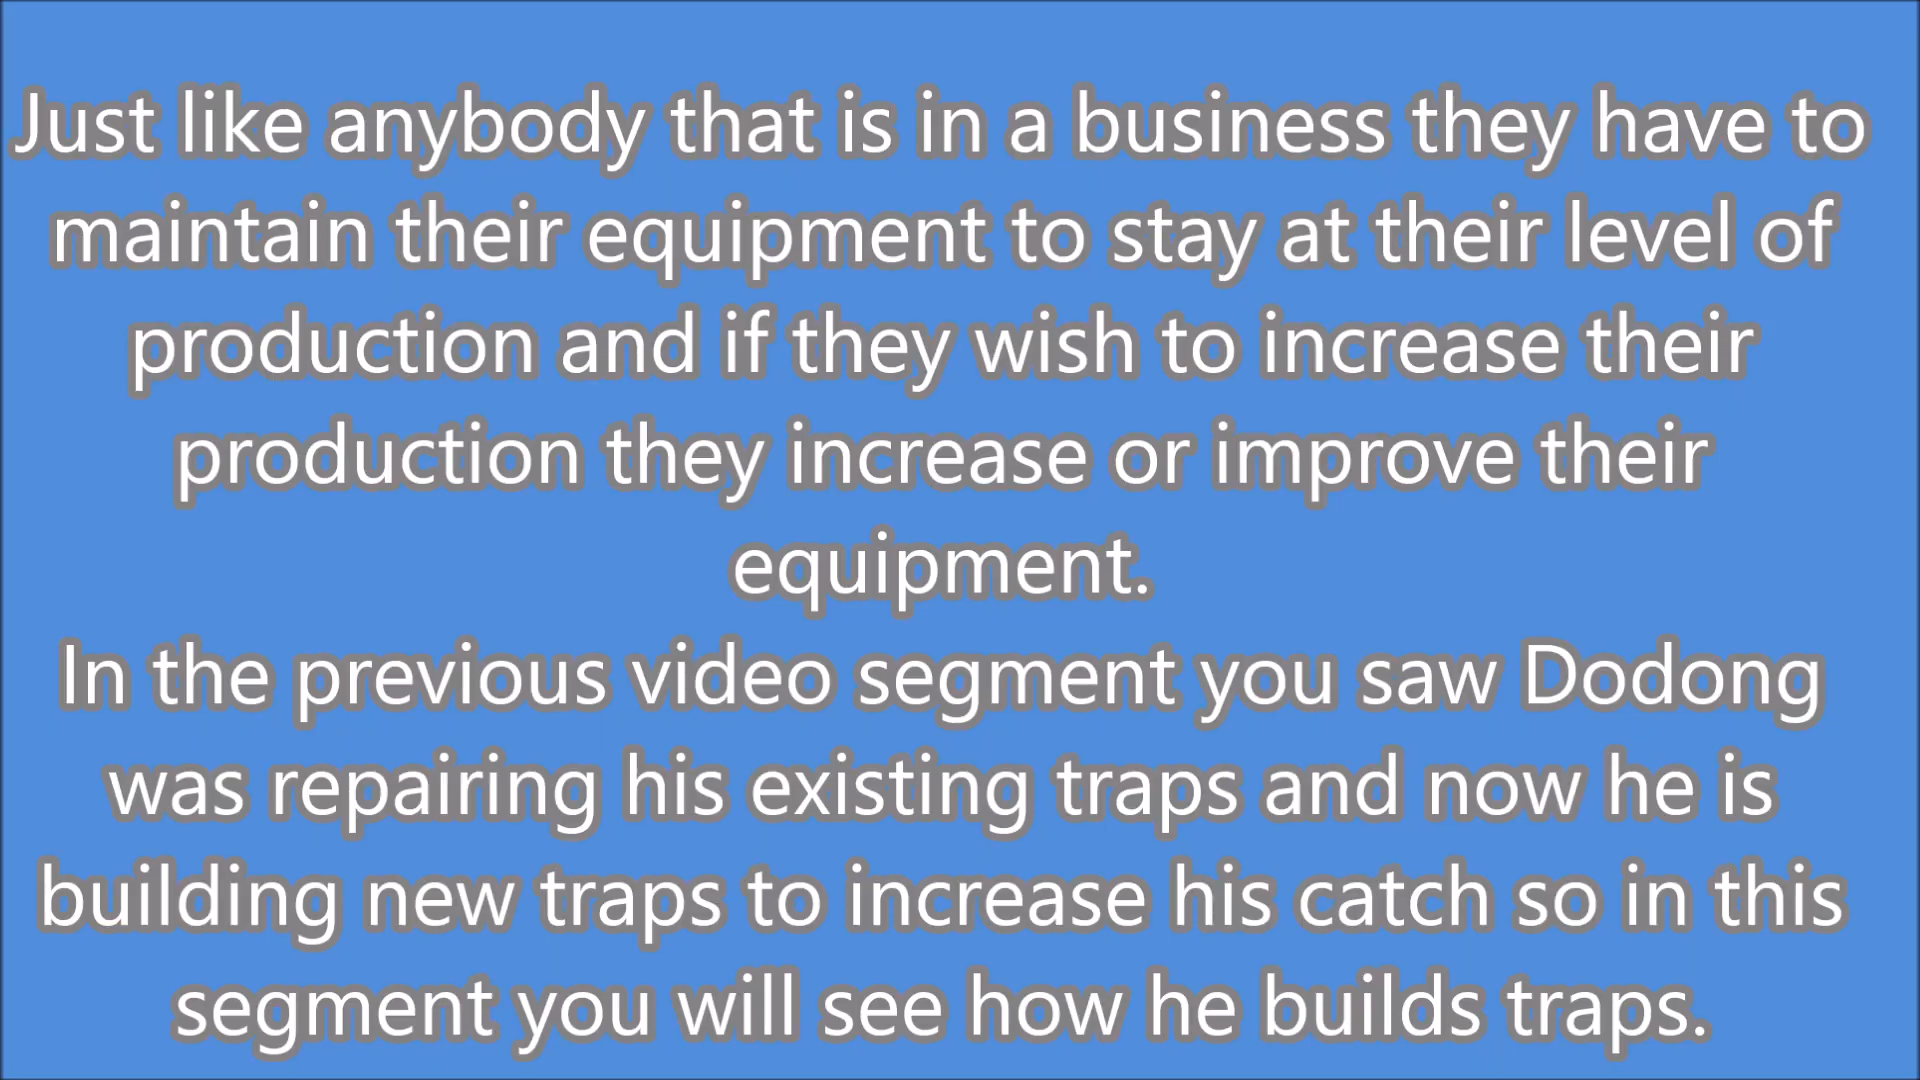 Just like anybody that is in a business they have to
maintain their equipment to stay at their level of
production and if they wish to increase their
production they increase or improve their
equipment.
In the previous video segment you saw Dodong
was repairing his existing traps and now he is
building new traps to increase his catch so in this
segment you will see how he builds traps.